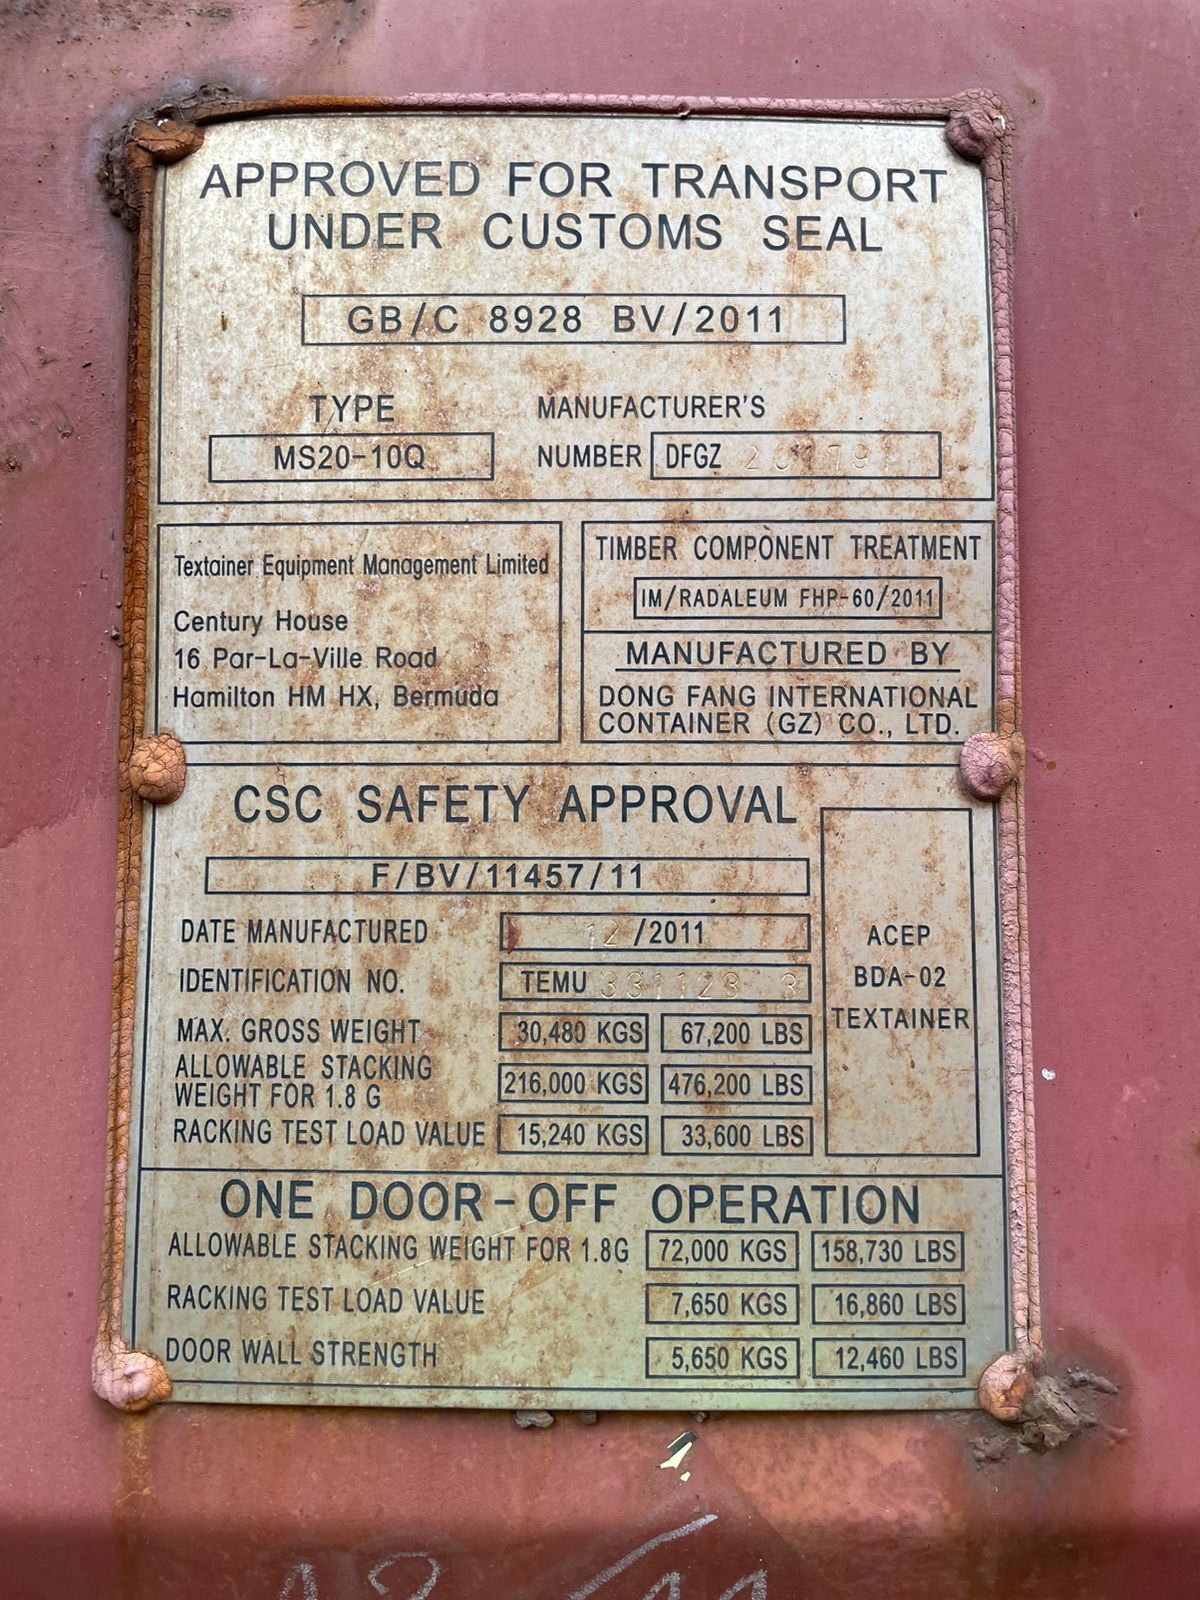 APPROVED FOR TRANSPORT
UNDER CUSTOMS SEAL
GB/C 8928 BV/2011
TYPE
MS20-10Q
MANUFACTURER'S
NUMBER DFGZ
Textainer Equipment Management Limited
Century House
16 Par-La-Ville Road
Hamilton HM HX, Bermuda
TIMBER COMPONENT TREATMENT
IM/RADALEUM FHP-60/2011
MANUFACTURED BY
DONG FANG INTERNATIONAL
CONTAINER (GZ) CO., LTD.
CSC SAFETY APPROVAL
F/BV/11457/11
DATE MANUFACTURED 12/2011
IDENTIFICATION NO. TEMU
MAX. GROSS WEIGHT 30,480 KGS 67,200 LBS
ALLOWABLE STACKING
WEIGHT FOR 1.8 G 216,000 KGS 476,200 LBS
RACKING TEST LOAD VALUE 15,240 KGS 33,600 LBS
ACEP
BDA-02
TEXTAINER
ONE DOOR-OFF OPERATION
ALLOWABLE STACKING WEIGHT FOR 1.8G 72,000 KGS 158,730 LBS
RACKING TEST LOAD VALUE 7,650 KGS 16,860 LBS
DOOR WALL STRENGTH 5,650 KGS 12,460 LBS